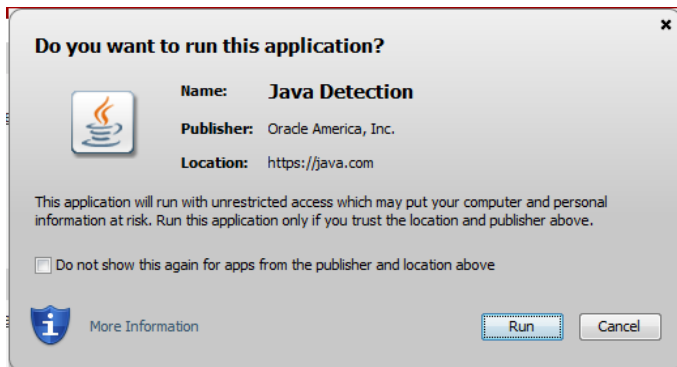 Do you want to run this application?
Name: Java Detection
Publisher: Oracle America, Inc.
Location: https://java.com
This application will run with unrestricted access which may put your computer and personal
information at risk. Run this application only if you trust the location and publisher above.
Do not show this again for apps from the publisher and location above
More Information Run Cancel